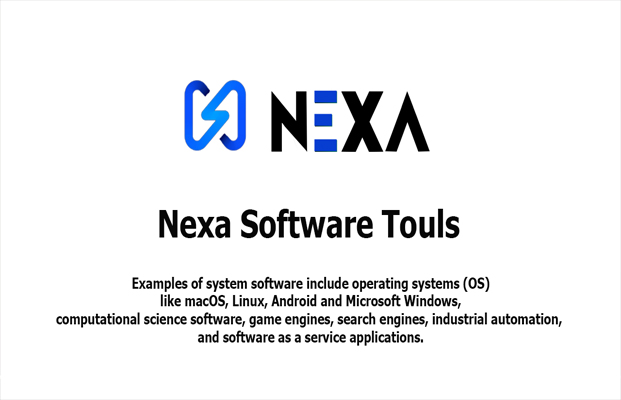 NEXA
Nexa Software Touls
Examples of system software include operating systems (OS)
like macOS, Linux, Android and Microsoft Windows,
computational science software, game engines, search engines, industrial automation,
and software as a service applications.